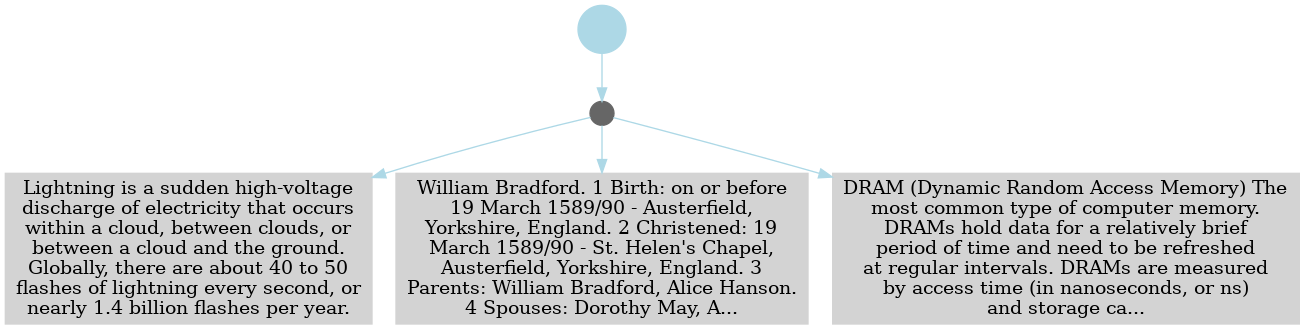 Lightning is a sudden high-voltage
discharge of electricity that occurs
within a cloud, between clouds, or
between a cloud and the ground.
Globally, there are about 40 to 50
flashes of lightning every second, or
nearly 1.4 billion flashes per year.
William Bradford. 1 Birth: on or before
19 March 1589/90 - Austerfield,
Yorkshire, England. 2 Christened: 19
March 1589/90 - St. Helen's Chapel,
Austerfield, Yorkshire, England. 3
Parents: William Bradford, Alice Hanson.
4 Spouses: Dorothy May, A...
DRAM (Dynamic Random Access Memory) The
most common type of computer memory.
DRAMs hold data for a relatively brief
period of time and need to be refreshed
at regular intervals. DRAMs are measured
by access time (in nanoseconds, or ns)
and storage ca...